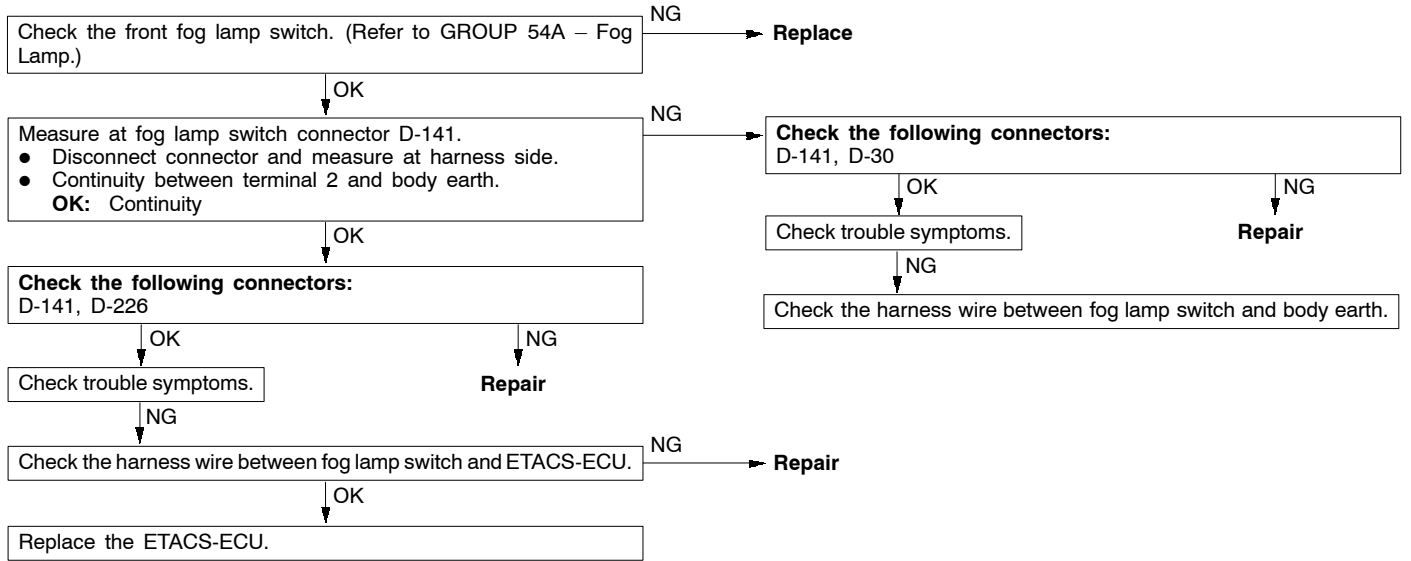 Check the front fog lamp switch. (Refer to GROUP 54A – Fog
Lamp.)
NG
Replace
OK
Measure at fog lamp switch connector D-141.
● Disconnect connector and measure at harness side.
● Continuity between terminal 2 and body earth.
OK: Continuity
NG
Check the following connectors:
D-141, D-30
OK
NG
Check trouble symptoms.
Repair
NG
Check the harness wire between fog lamp switch and body earth.
OK
Check the following connectors:
D-141, D-226
OK
NG
Check trouble symptoms.
Repair
NG
Check the harness wire between fog lamp switch and ETACS-ECU.
NG
Repair
OK
Replace the ETACS-ECU.